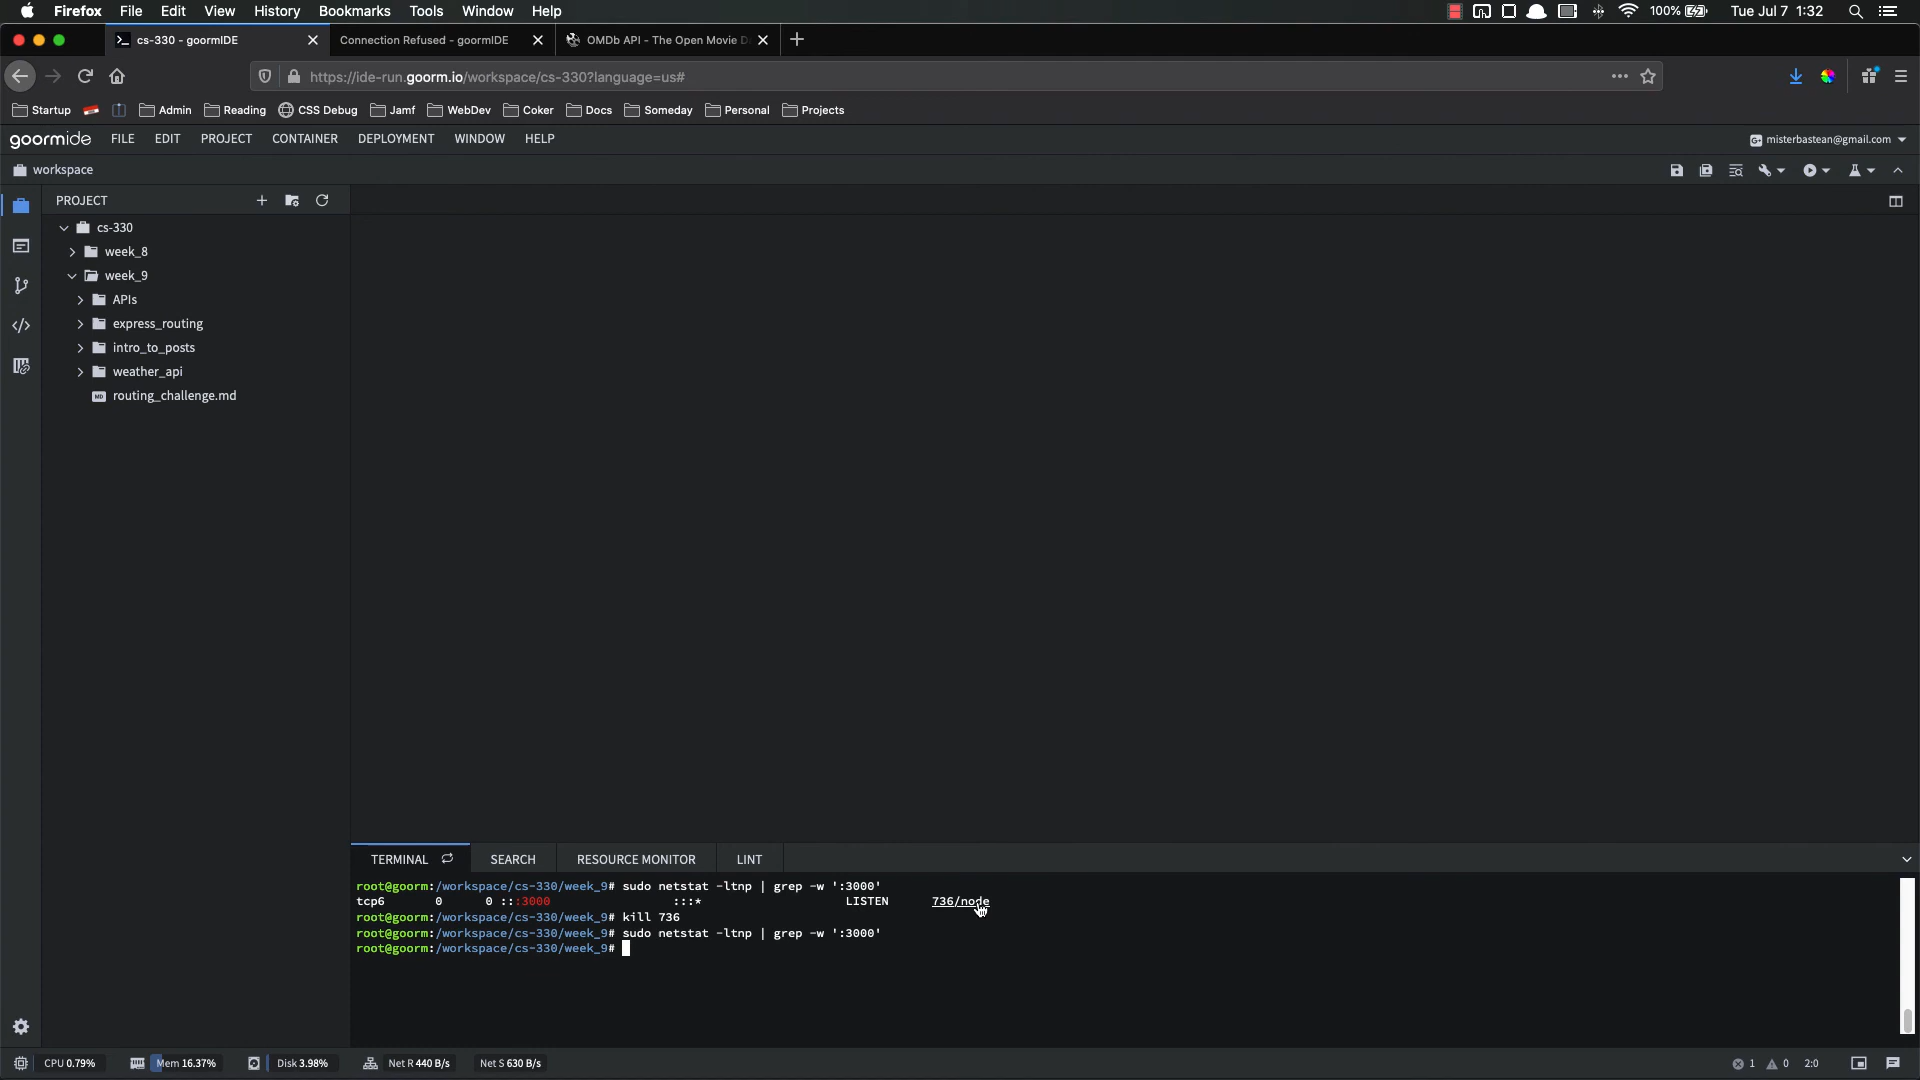 Firefox File Edit View History Bookmarks Tools Window Help 100% Tue Jul 7 1:32
cs-330 - goormIDE Connection Refused - goormIDE OMDb API - The Open Movie D
https://ide-run.goorm.io/workspace/cs-330?language=us#
Startup Admin Reading CSS Debug Jamf WebDev Coker Docs Someday Personal Projects
goormide FILE EDIT PROJECT CONTAINER DEPLOYMENT WINDOW HELP misterbastean@gmail.com
workspace
PROJECT
cs-330
week_8
week_9
APIs
express_routing
intro_to_posts
weather_api
routing_challenge.md
TERMINAL SEARCH RESOURCE MONITOR LINT
root@goorm:/workspace/cs-330/week_9# sudo netstat -ltnp | grep -w ':3000'
tcp6 0 0 :::3000 :::* LISTEN 736/node
root@goorm:/workspace/cs-330/week_9# kill 736
root@goorm:/workspace/cs-330/week_9# sudo netstat -ltnp | grep -w ':3000'
root@goorm:/workspace/cs-330/week_9#
CPU 0.79% Mem 16.37% Disk 3.98% Net R 440 B/s Net S 630 B/s 1 0 2:0